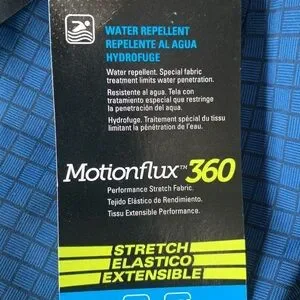 WATER REPELLENT
REPELENTE AL AGUA
HYDROFUGE
Water repellent. Special fabric
treatment limits water penetration.
Resistente al agua. Tela con
tratamiento especial que restringe
la penetración del agua.
Hydrofuge. Traitement spécial du tissu
limitant la pénétration de l'eau.
Motionflux™360
Performance Stretch Fabric.
Tejido Elástico de Rendimiento.
Tissu Extensible Performance.
STRETCH
ELASTICO
EXTENSIBLE